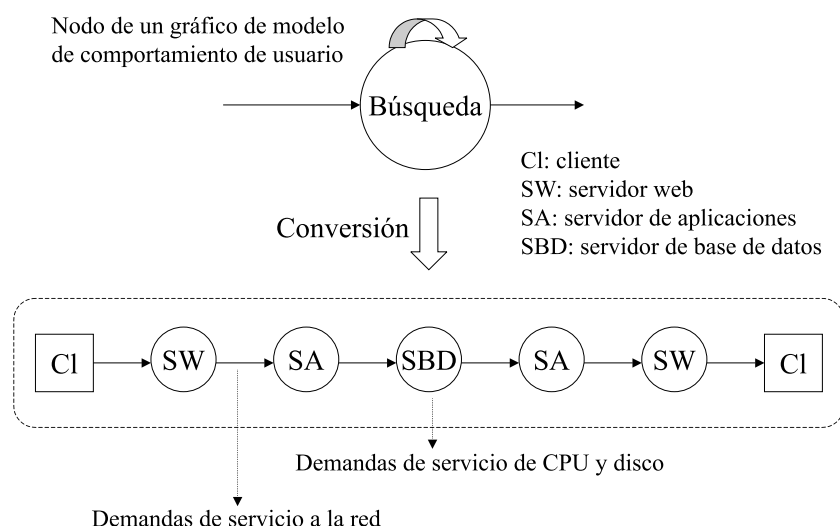 Nodo de un gráfico de modelo
de comportamiento de usuario
Búsqueda
Cl: cliente
SW: servidor web
SA: servidor de aplicaciones
SBD: servidor de base de datos
Conversión
Cl SW SA SBD SA SW Cl
Demandas de servicio de CPU y disco
Demandas de servicio a la red